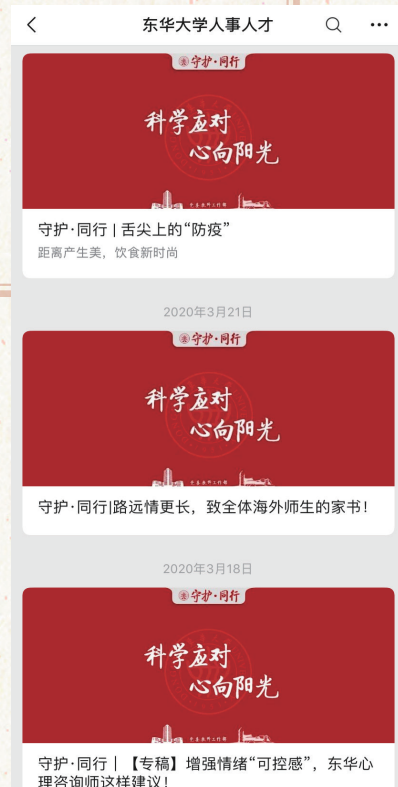 东华大学人事人才
守护·同行
科学应对
心向阳光
守护·同行 | 舌尖上的“防疫”
距离产生美，饮食新时尚
2020年3月21日
守护·同行
科学应对
心向阳光
守护·同行|路远情更长，致全体海外师生的家书！
2020年3月18日
守护·同行
科学应对
心向阳光
守护·同行丨【专稿】增强情绪“可控感”，东华心
理咨询师这样建议！